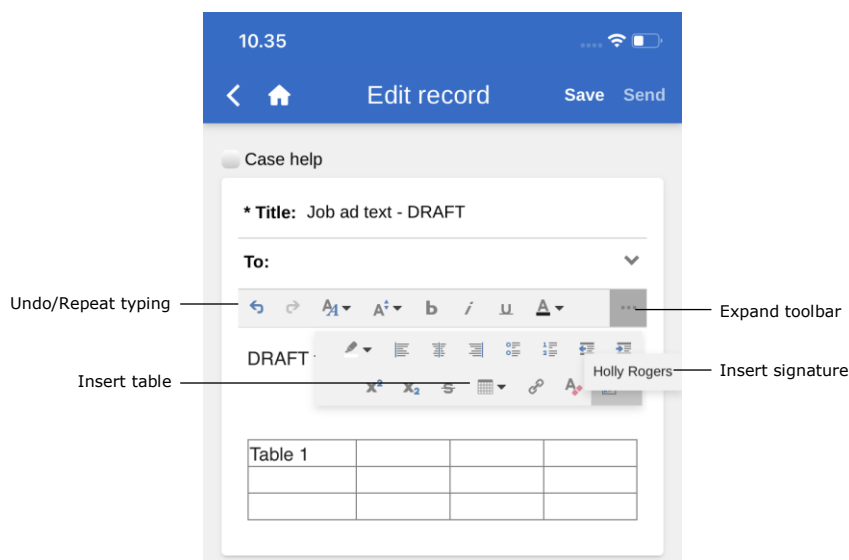 10.35
Edit record Save Send
Case help
* Title: Job ad text - DRAFT
To:
Undo/Repeat typing
Expand toolbar
DRAFT
Holly Rogers
Insert signature
Insert table
Table 1